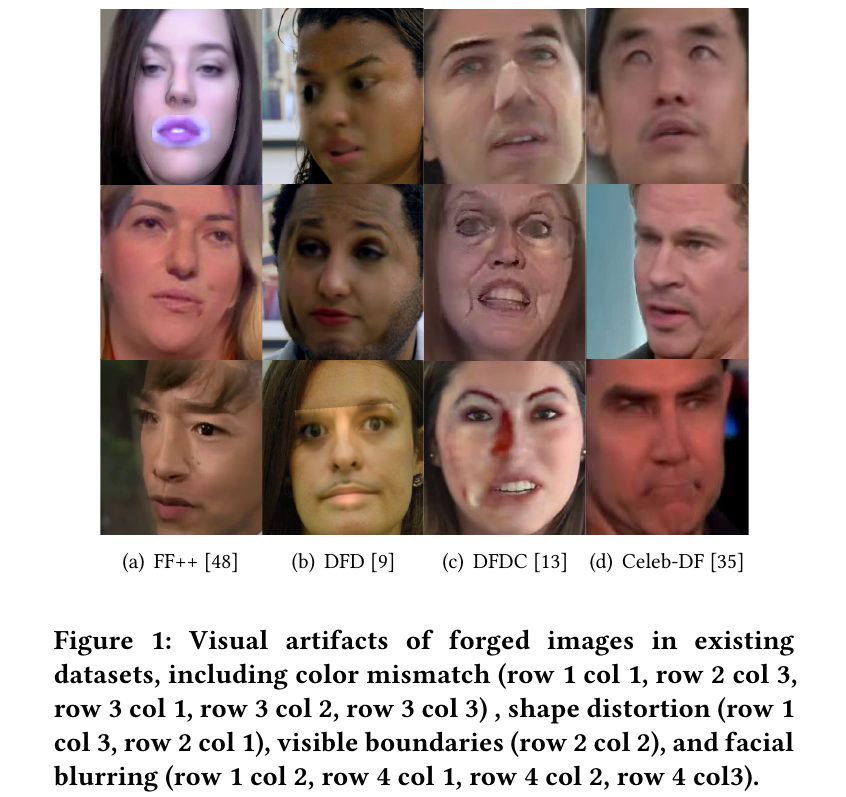 (a) FF++ [48] (b) DFD [9] (c) DFDC [13] (d) Celeb-DF [35]
Figure 1: Visual artifacts of forged images in existing
datasets, including color mismatch (row 1 col 1, row 2 col 3,
row 3 col 1, row 3 col 2, row 3 col 3) , shape distortion (row 1
col 3, row 2 col 1), visible boundaries (row 2 col 2), and facial
blurring (row 1 col 2, row 4 col 1, row 4 col 2, row 4 col3).